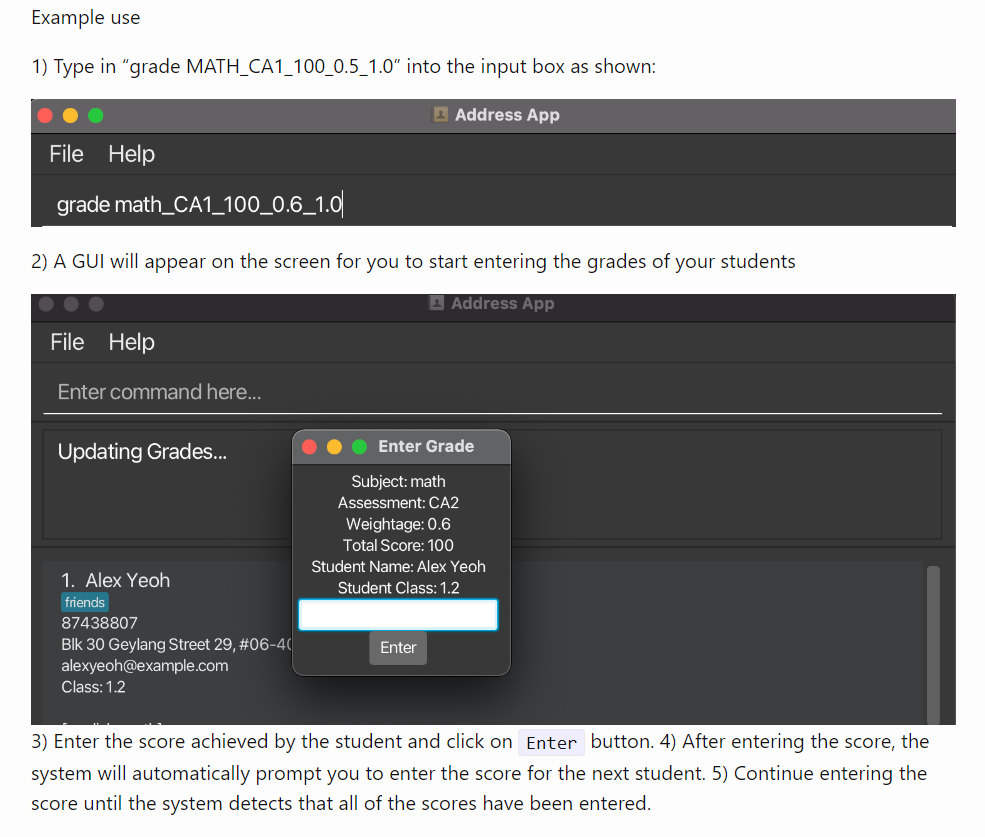 Example use
1) Type in “grade MATH_CA1_100_0.5_1.0” into the input box as shown:
Address App
File Help
grade math_CA1_100_0.6_1.0
2) A GUI will appear on the screen for you to start entering the grades of your students
Address App
File Help
Enter command here...
Updating Grades...
Enter Grade
Subject: math
Assessment: CA2
Weightage: 0.6
Total Score: 100
Student Name: Alex Yeoh
Student Class: 1.2
Enter
1. Alex Yeoh
friends
87438807
Blk 30 Geylang Street 29, #06-40
alexyeoh@example.com
Class: 1.2
3) Enter the score achieved by the student and click on Enter button. 4) After entering the score, the
system will automatically prompt you to enter the score for the next student. 5) Continue entering the
score until the system detects that all of the scores have been entered.